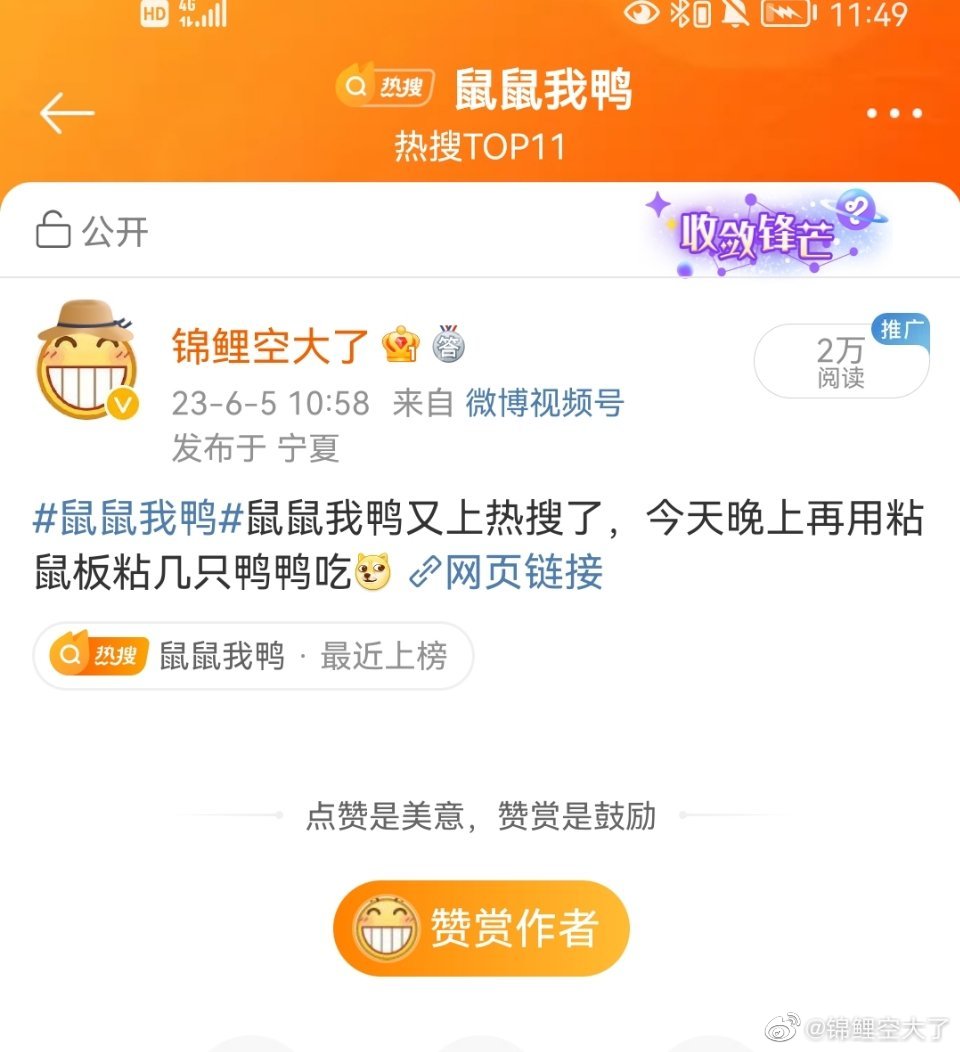 HD 4G 11:49
热搜 鼠鼠我鸭
热搜TOP11
公开
收敛锋芒
锦鲤空大了 答
推广
2万
阅读
23-6-5 10:58 来自 微博视频号
发布于 宁夏
#鼠鼠我鸭#鼠鼠我鸭又上热搜了，今天晚上再用粘
鼠板粘几只鸭鸭吃 网页链接
热搜 鼠鼠我鸭 · 最近上榜
点赞是美意，赞赏是鼓励
赞赏作者
@锦鲤空大了